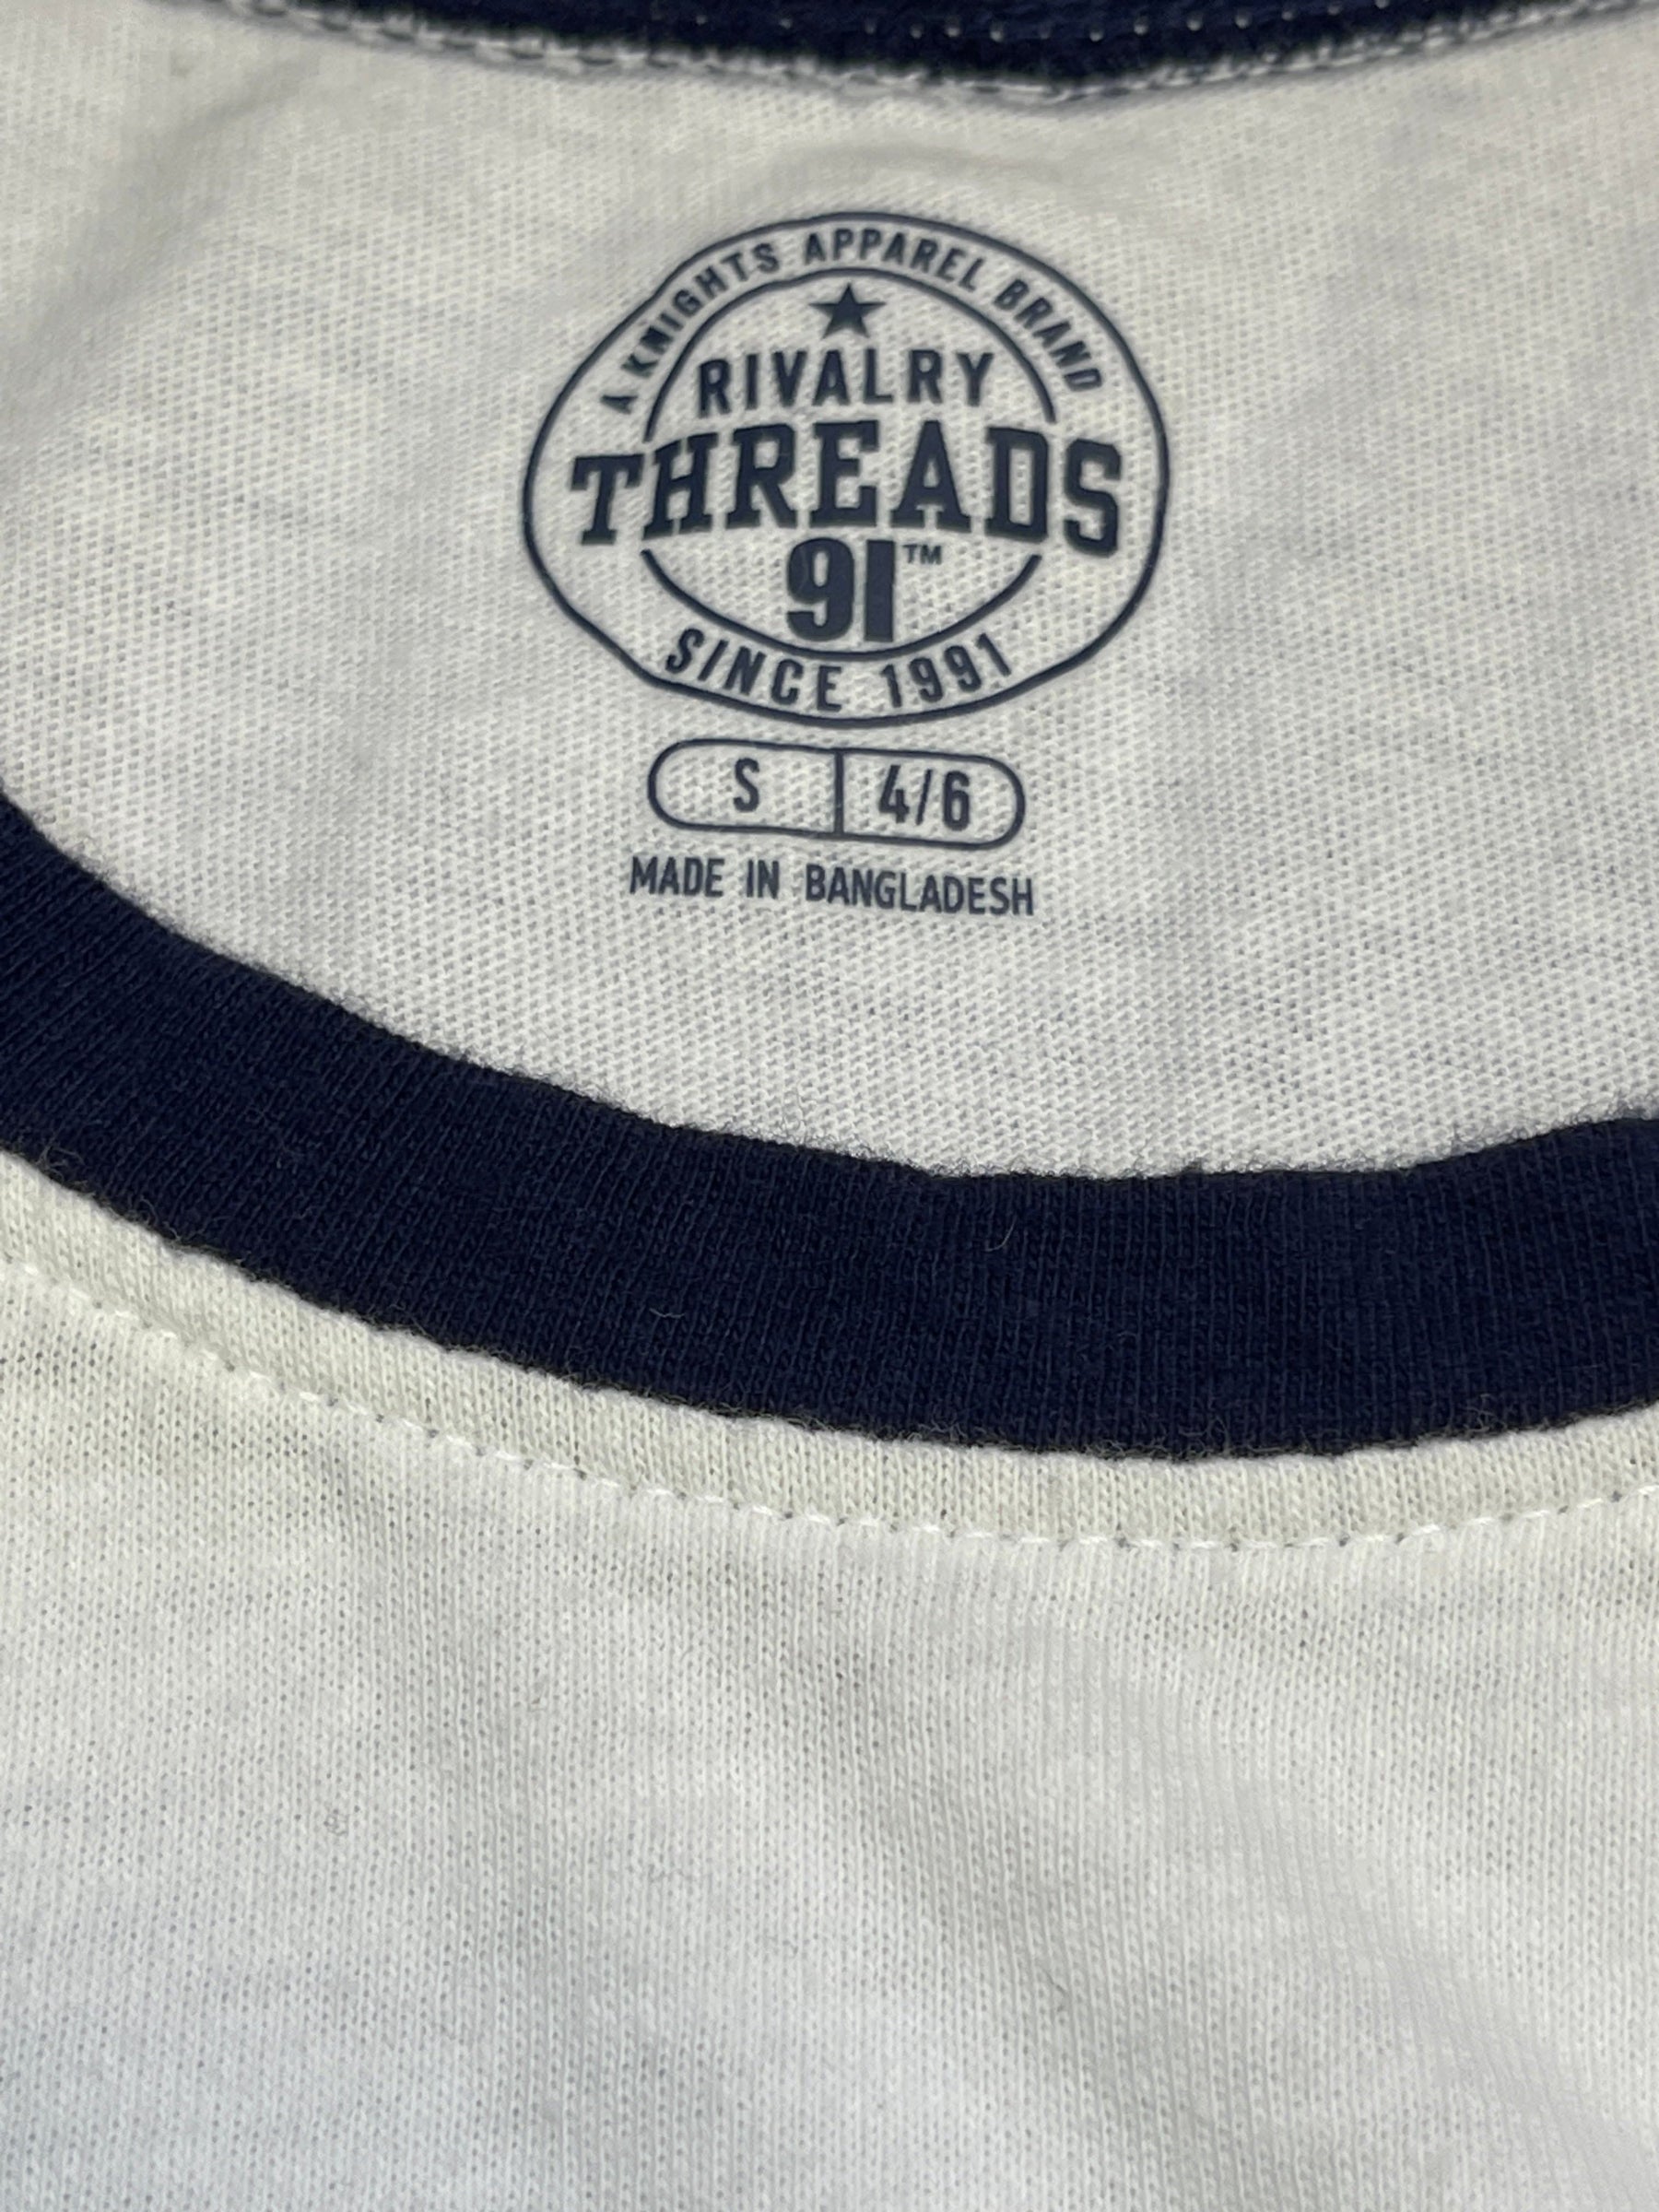 A KNIGHTS APPAREL BRAND
RIVALRY
THREADS
91™
SINCE 1991
S 4/6
MADE IN BANGLADESH